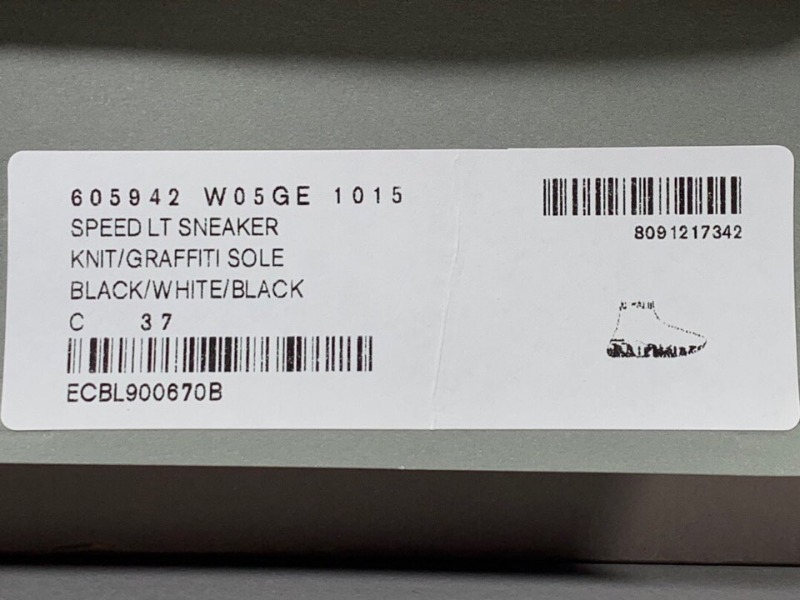 605942 W05GE 1015
SPEED LT SNEAKER
KNIT/GRAFFITI SOLE
BLACK/WHITE/BLACK
C 37
ECBL900670B
8091217342